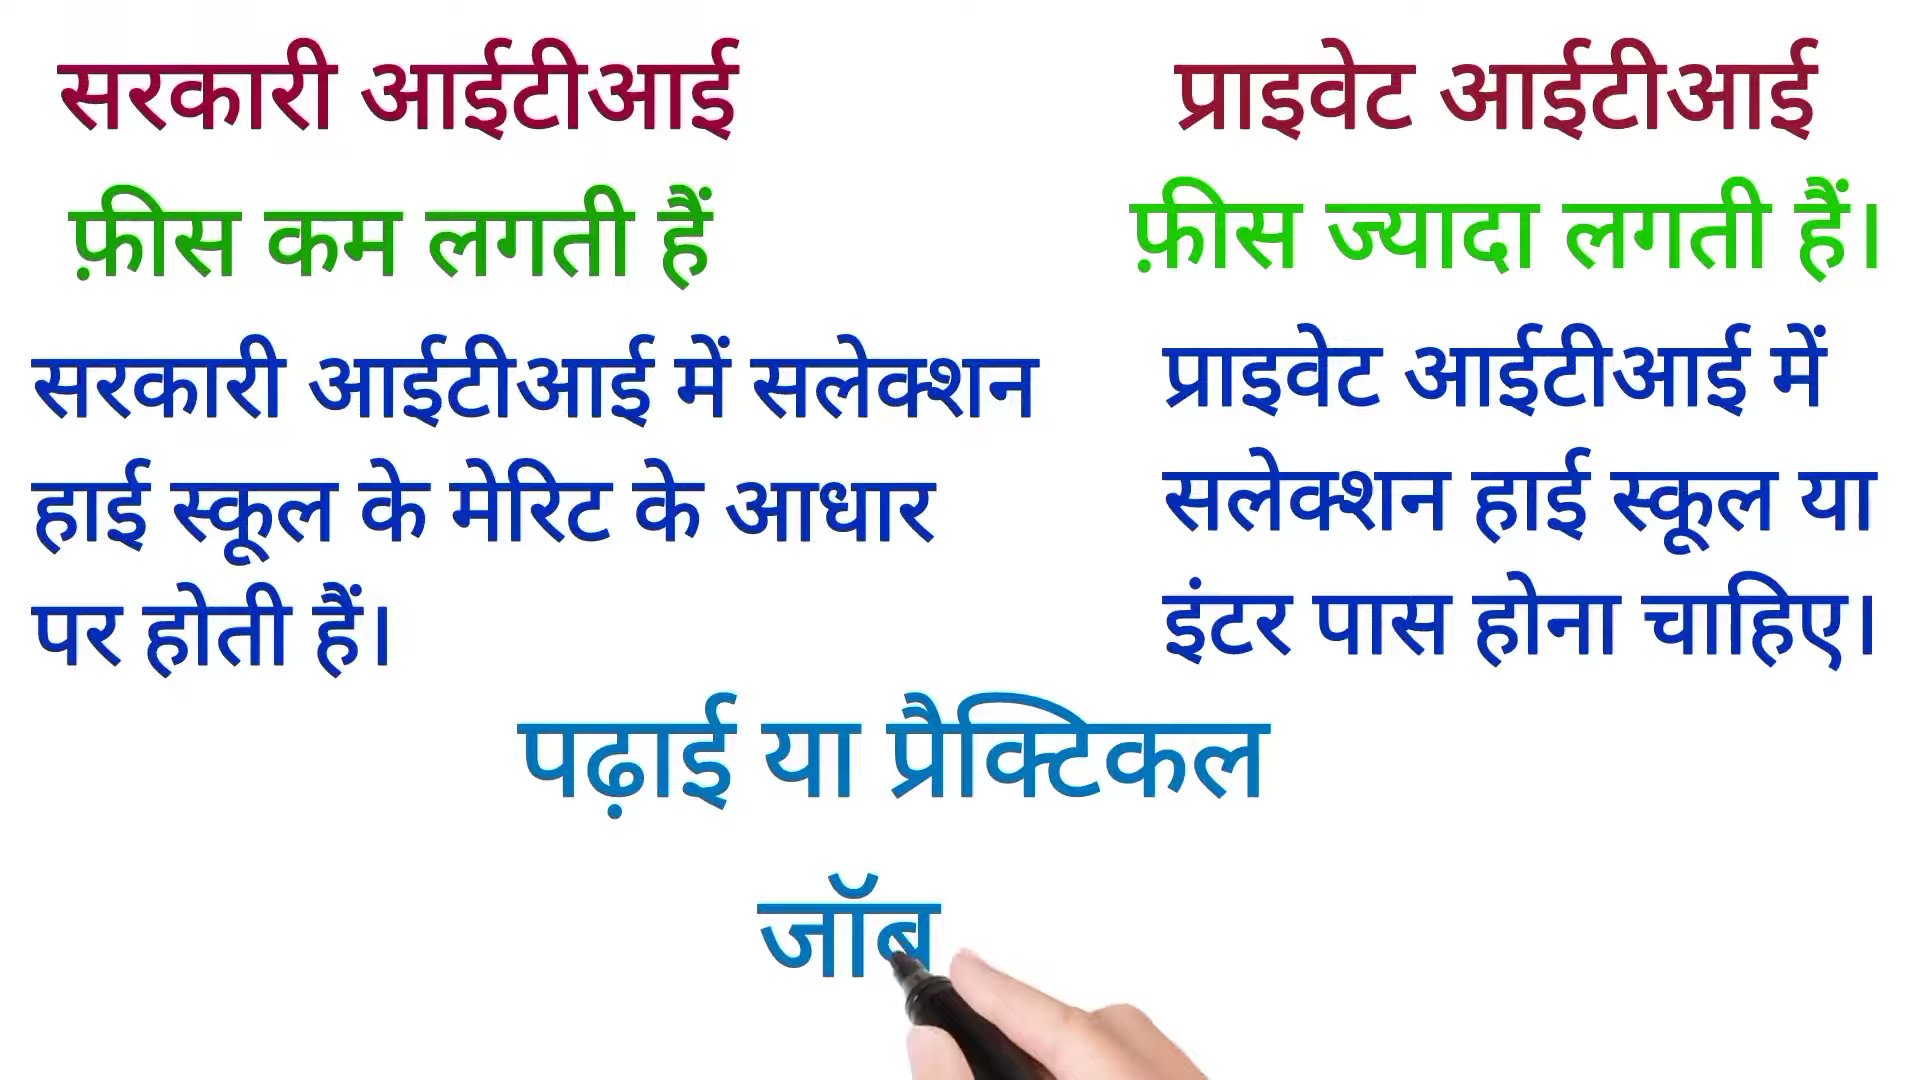 सरकारी आईटीआई
फ़ीस कम लगती हैं
सरकारी आईटीआई में सलेक्शन
हाई स्कूल के मेरिट के आधार
पर होती हैं।
प्राइवेट आईटीआई
फ़ीस ज्यादा लगती हैं।
प्राइवेट आईटीआई में
सलेक्शन हाई स्कूल या
इंटर पास होना चाहिए।
पढ़ाई या प्रैक्टिकल
जॉब